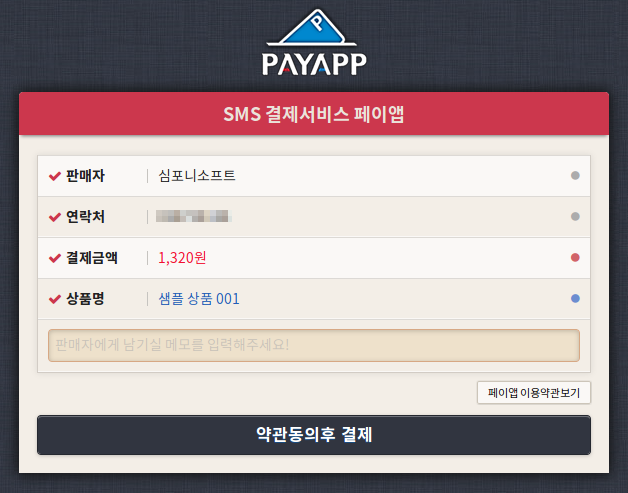 P
PAYAPP
SMS 결제서비스 페이앱
판매자 심포니소프트
연락처
결제금액 1,320원
상품명 샘플 상품 001
판매자에게 남기실 메모를 입력해주세요!
페이앱 이용약관보기
약관동의후 결제